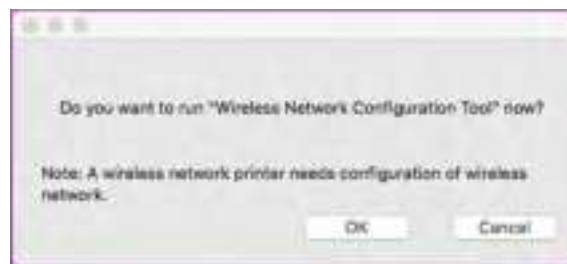 Do you want to run "Wireless Network Configuration Tool" now?
Note: A wireless network printer needs configuration of wireless
network.
OK
Cancel